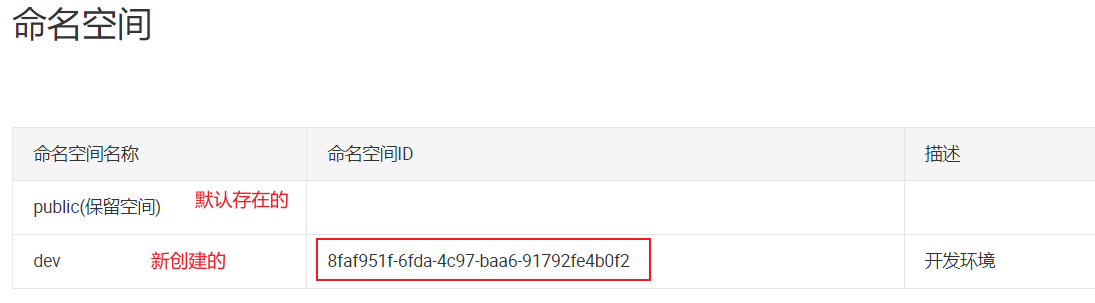 命名空间
命名空间名称 命名空间ID 描述
public(保留空间) 默认存在的
dev 新创建的 8faf951f-6fda-4c97-baa6-91792fe4b0f2 开发环境